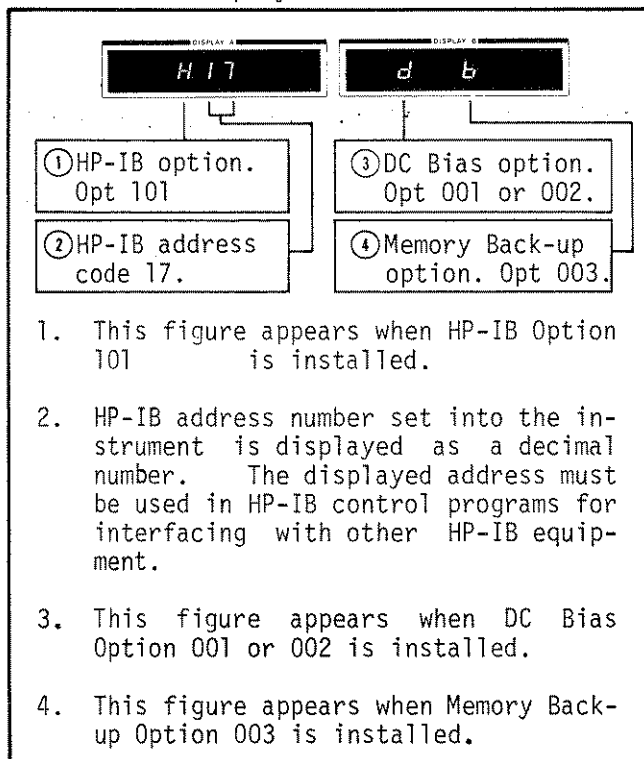 DISPLAY A
DISPLAY B
H 17
d b
①HP-IB option.
Opt 101
③DC Bias option.
Opt 001 or 002.
②HP-IB address
code 17.
④Memory Back-up
option. Opt 003.
1. This figure appears when HP-IB Option
101 is installed.
2. HP-IB address number set into the in-
strument is displayed as a decimal
number. The displayed address must
be used in HP-IB control programs for
interfacing with other HP-IB equip-
ment.
3. This figure appears when DC Bias
Option 001 or 002 is installed.
4. This figure appears when Memory Back-
up Option 003 is installed.